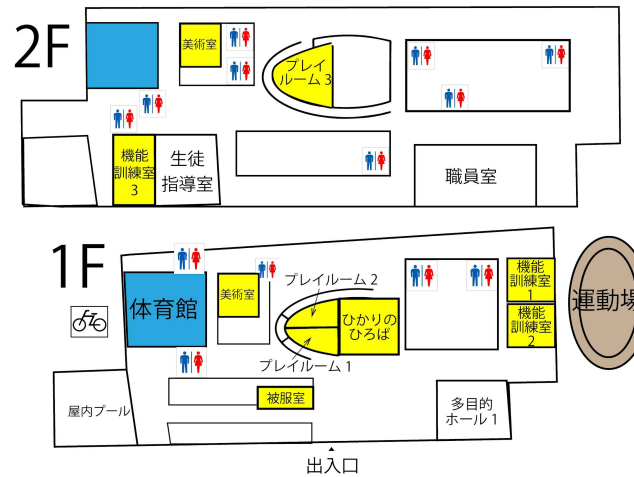 2F
美術室
プレイ
ルーム 3
機能
訓練室
3
生徒
指導室
職員室
1F
体育館
美術室
プレイルーム 2
ひかりの
ひろば
プレイルーム 1
機能
訓練室
1
機能
訓練室
2
運動場
被服室
屋内プール
多目的
ホール 1
出入口